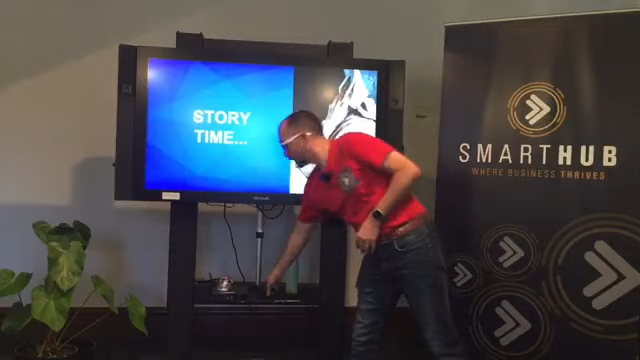 STORY
TIME...
SMARTHUB
WHERE BUSINESS THRIVES